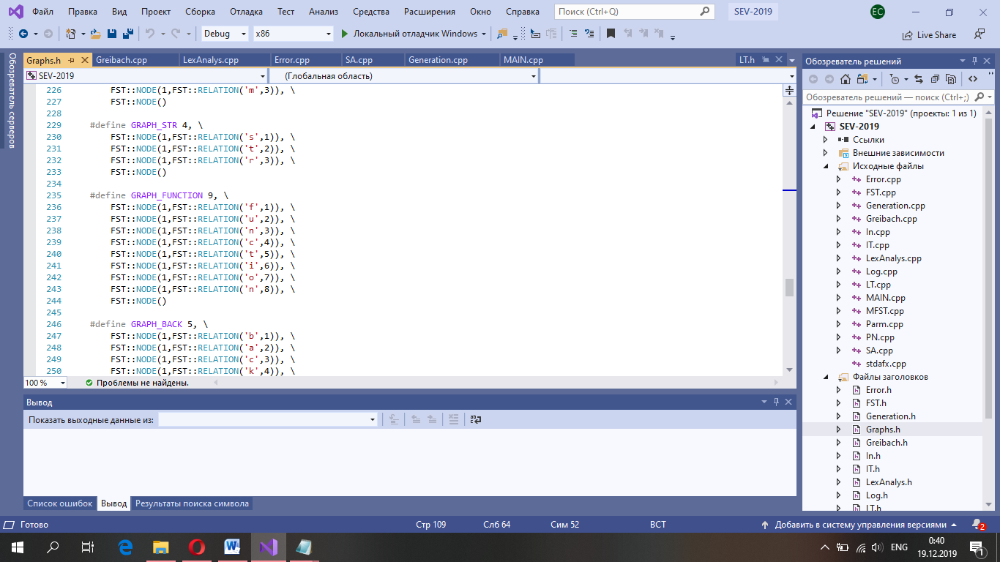 Файл Правка Вид Проект Сборка Отладка Тест Анализ Средства Расширения Окно Справка Поиск (Ctrl+Q) SEV-2019 EC
Debug x86 Локальный отладчик Windows Live Share
Обозреватель серверов
Graphs.h Greibach.cpp LexAnalys.cpp Error.cpp SA.cpp Generation.cpp MAIN.cpp LT.h
SEV-2019 (Глобальная область)
226 FST::NODE(1,FST::RELATION('m',3)), \
227 FST::NODE()
228
229 #define GRAPH_STR 4, \
230 FST::NODE(1,FST::RELATION('s',1)), \
231 FST::NODE(1,FST::RELATION('t',2)), \
232 FST::NODE(1,FST::RELATION('r',3)), \
233 FST::NODE()
234
235 #define GRAPH_FUNCTION 9, \
236 FST::NODE(1,FST::RELATION('f',1)), \
237 FST::NODE(1,FST::RELATION('u',2)), \
238 FST::NODE(1,FST::RELATION('n',3)), \
239 FST::NODE(1,FST::RELATION('c',4)), \
240 FST::NODE(1,FST::RELATION('t',5)), \
241 FST::NODE(1,FST::RELATION('i',6)), \
242 FST::NODE(1,FST::RELATION('o',7)), \
243 FST::NODE(1,FST::RELATION('n',8)), \
244 FST::NODE()
245
246 #define GRAPH_BACK 5, \
247 FST::NODE(1,FST::RELATION('b',1)), \
248 FST::NODE(1,FST::RELATION('a',2)), \
249 FST::NODE(1,FST::RELATION('c',3)), \
250 FST::NODE(1,FST::RELATION('k',4)), \
100 % Проблемы не найдены.
Вывод
Показать выходные данные из:
Список ошибок Вывод Результаты поиска символа
Обозреватель решений
Обозреватель решений — поиск (Ctrl+;)
Решение "SEV-2019" (проекты: 1 из 1)
SEV-2019
Ссылки
Внешние зависимости
Исходные файлы
Error.cpp
FST.cpp
Generation.cpp
Greibach.cpp
In.cpp
IT.cpp
LexAnalys.cpp
Log.cpp
LT.cpp
MAIN.cpp
MFST.cpp
Parm.cpp
PN.cpp
SA.cpp
stdafx.cpp
Файлы заголовков
Error.h
FST.h
Generation.h
Graphs.h
Greibach.h
In.h
IT.h
LexAnalys.h
Log.h
LT.h
Готово Стр 109 Слб 64 Сим 52 ВСТ Добавить в систему управления версиями 2
ENG 0:40
19.12.2019 1